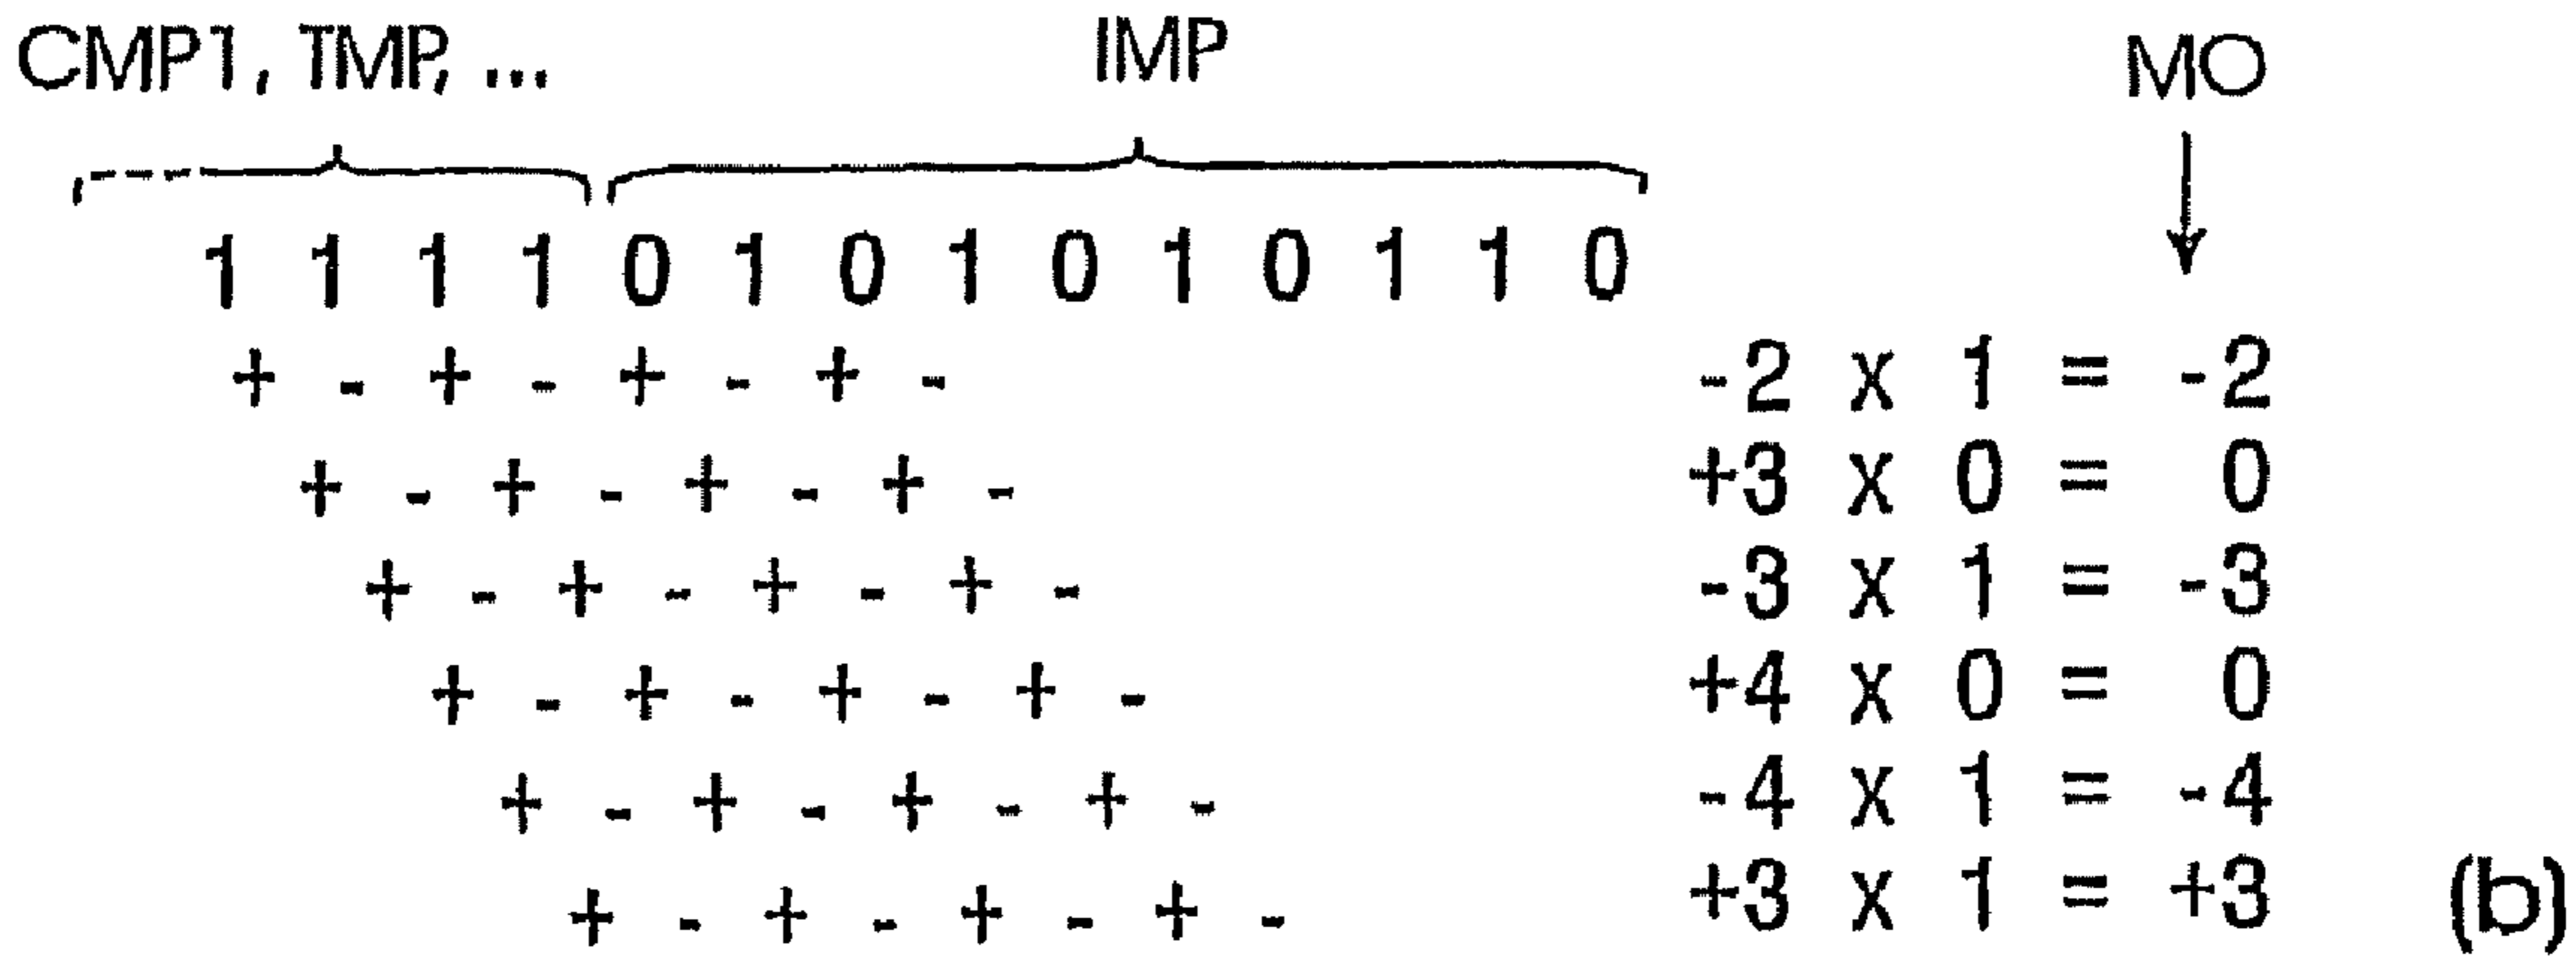 CMP1, TMP, ... IMP MO
1 1 1 1 0 1 0 1 0 1 0 1 1 0
+ - + - + - + - -2 x 1 = -2
+ - + - + - + - +3 x 0 = 0
+ - + - + - + - -3 x 1 = -3
+ - + - + - + - +4 x 0 = 0
+ - + - + - + - -4 x 1 = -4
+ - + - + - + - +3 x 1 = +3 (b)